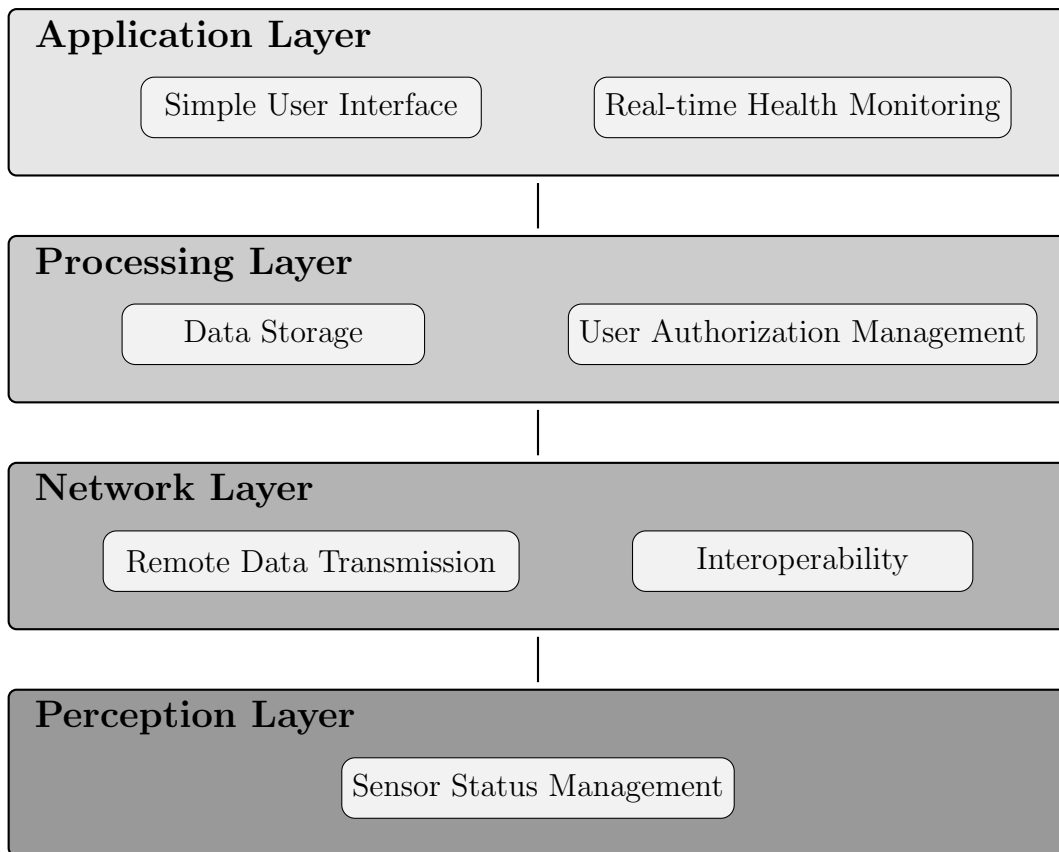 Application Layer
Simple User Interface
Real-time Health Monitoring
Processing Layer
Data Storage
User Authorization Management
Network Layer
Remote Data Transmission
Interoperability
Perception Layer
Sensor Status Management